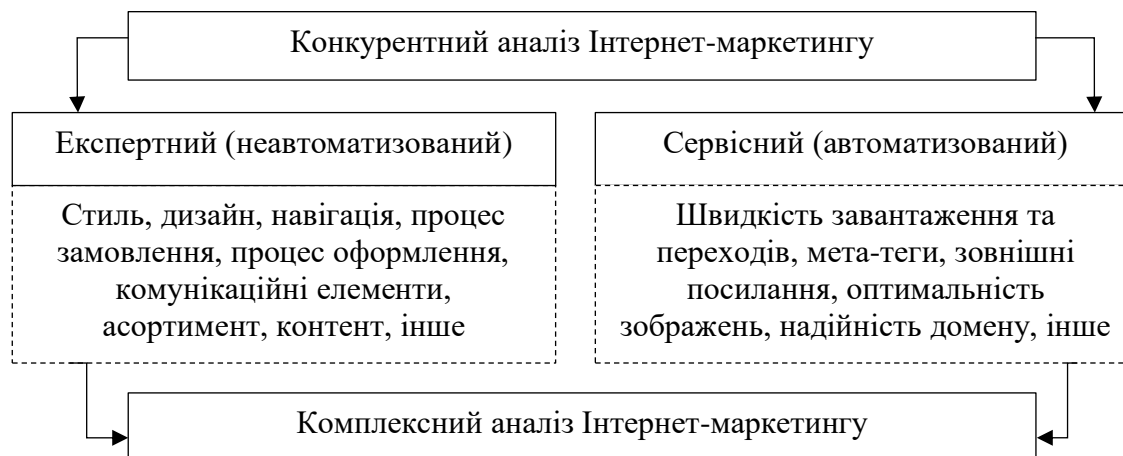 Конкурентний аналіз Інтернет-маркетингу
Експертний (неавтоматизований)
Стиль, дизайн, навігація, процес
замовлення, процес оформлення,
комунікаційні елементи,
асортимент, контент, інше
Сервісний (автоматизований)
Швидкість завантаження та
переходів, мета-теги, зовнішні
посилання, оптимальність
зображень, надійність домену, інше
Комплексний аналіз Інтернет-маркетингу